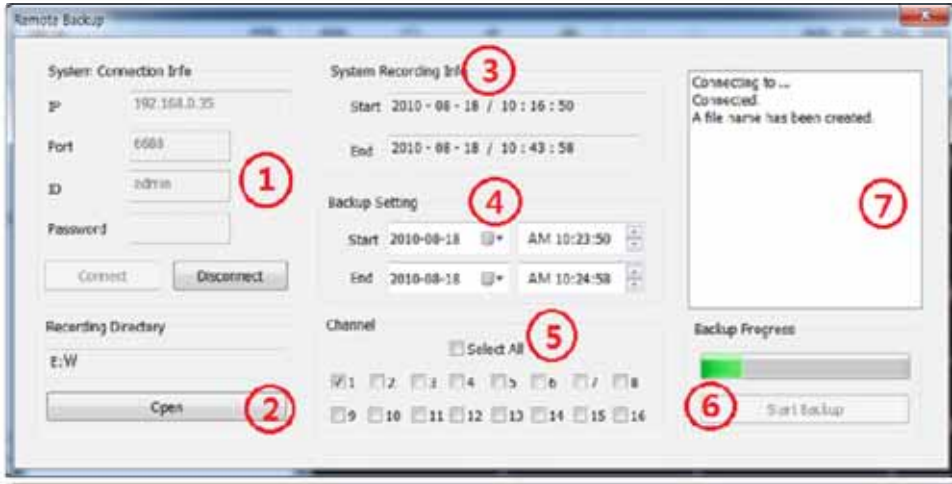 Remote Backup
System Connection Info
IP 192.168.0.35
Port 6688
ID admin
Password
Connect Disconnect
1
Recording Directory
E:\
Open
2
System Recording Info
3
Start 2010 - 08 - 18 / 10 : 16 : 50
End 2010 - 08 - 18 / 10 : 43 : 58
Backup Setting
4
Start 2010-08-18 AM 10:23:50
End 2010-08-18 AM 10:24:58
Channel
Select All
5
1 2 3 4 5 6 7 8
9 10 11 12 13 14 15 16
Connecting to ...
Connected.
A file name has been created.
7
Backup Progress
6
Start Backup